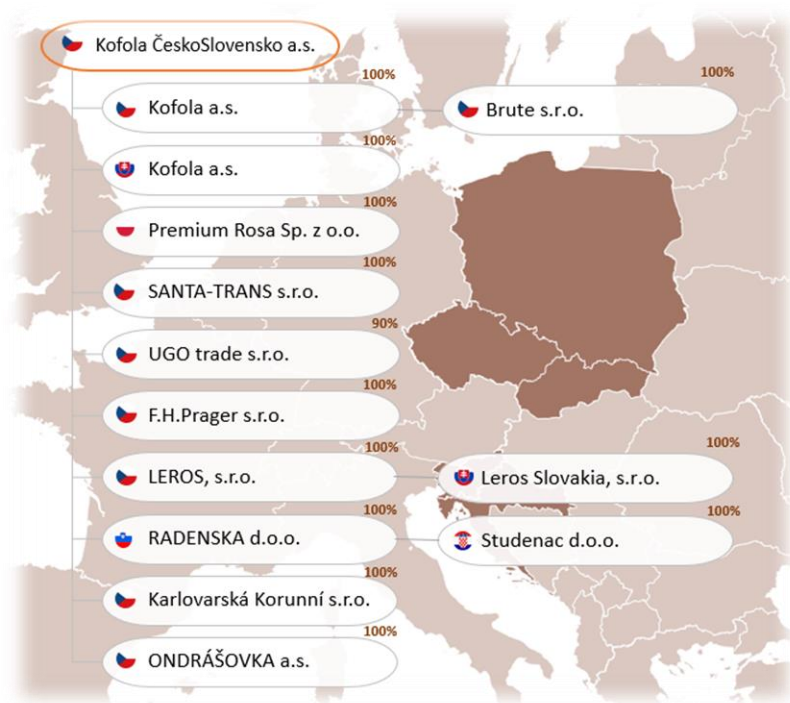 Kofola ČeskoSlovensko a.s.
100%
Kofola a.s.
100%
Brute s.r.o.
100%
Kofola a.s.
100%
Premium Rosa Sp. z o.o.
100%
SANTA-TRANS s.r.o.
90%
UGO trade s.r.o.
100%
F.H.Prager s.r.o.
100%
LEROS, s.r.o.
100%
Leros Slovakia, s.r.o.
100%
RADENSKA d.o.o.
100%
Studenac d.o.o.
100%
Karlovarská Korunní s.r.o.
100%
ONDRÁŠOVKA a.s.